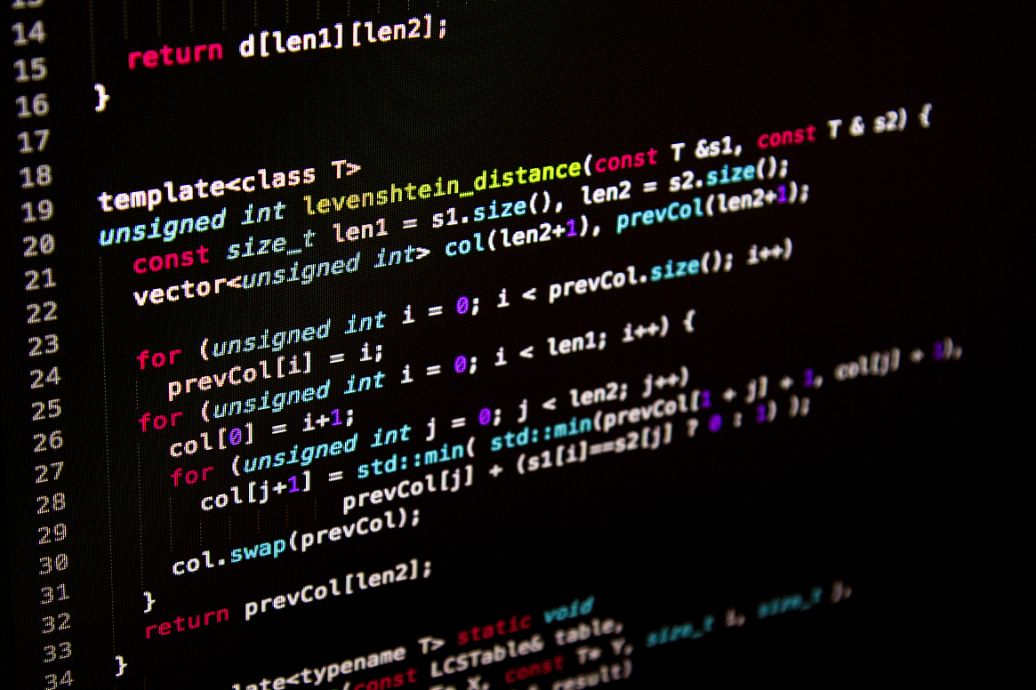 13
14
15 return d[len1][len2];
16 }
17
18
19 template<class T>
20 unsigned int levenshtein_distance(const T &s1, const T & s2) {
21 const size_t len1 = s1.size(), len2 = s2.size();
22 vector<unsigned int> col(len2+1), prevCol(len2+1);
23
24 for (unsigned int i = 0; i < prevCol.size(); i++)
25 prevCol[i] = i;
26 for (unsigned int i = 0; i < len1; i++) {
27 col[0] = i+1;
28 for (unsigned int j = 0; j < len2; j++)
29 col[j+1] = std::min( std::min(prevCol[1 + j] + 1, col[j] + 1),
30 prevCol[j] + (s1[i]==s2[j] ? 0 : 1) );
31 col.swap(prevCol);
32 }
33 return prevCol[len2];
34 }
late<typename T> static void
(const LCSTable& table,
X, const T* Y, size_t i, size_t j,
result)